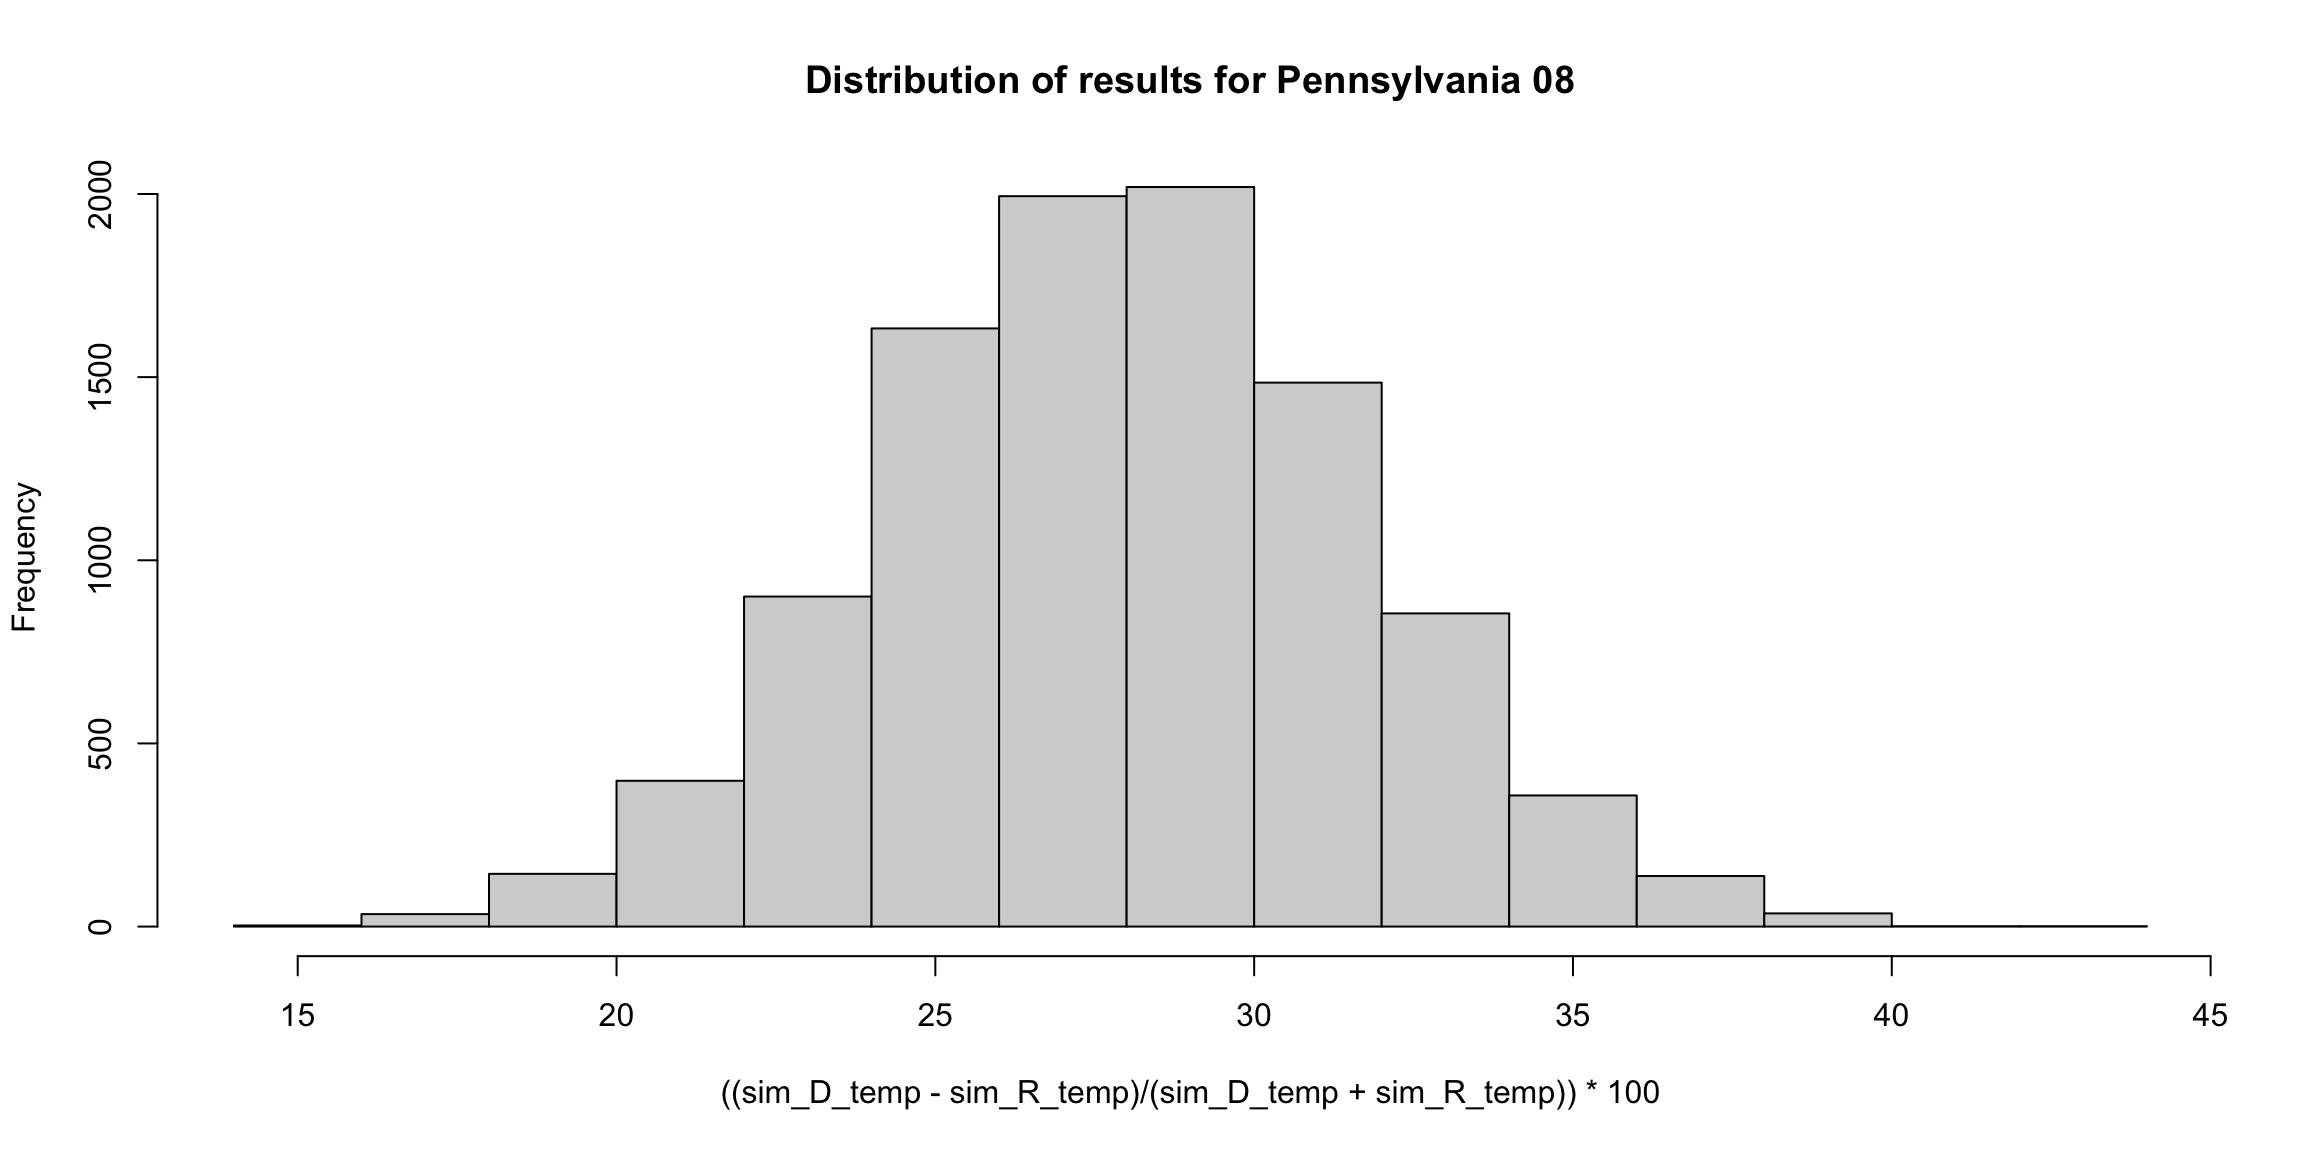 Distribution of results for Pennsylvania 08
Frequency
2000
1500
1000
500
0
15 20 25 30 35 40 45
((sim_D_temp - sim_R_temp)/(sim_D_temp + sim_R_temp)) * 100